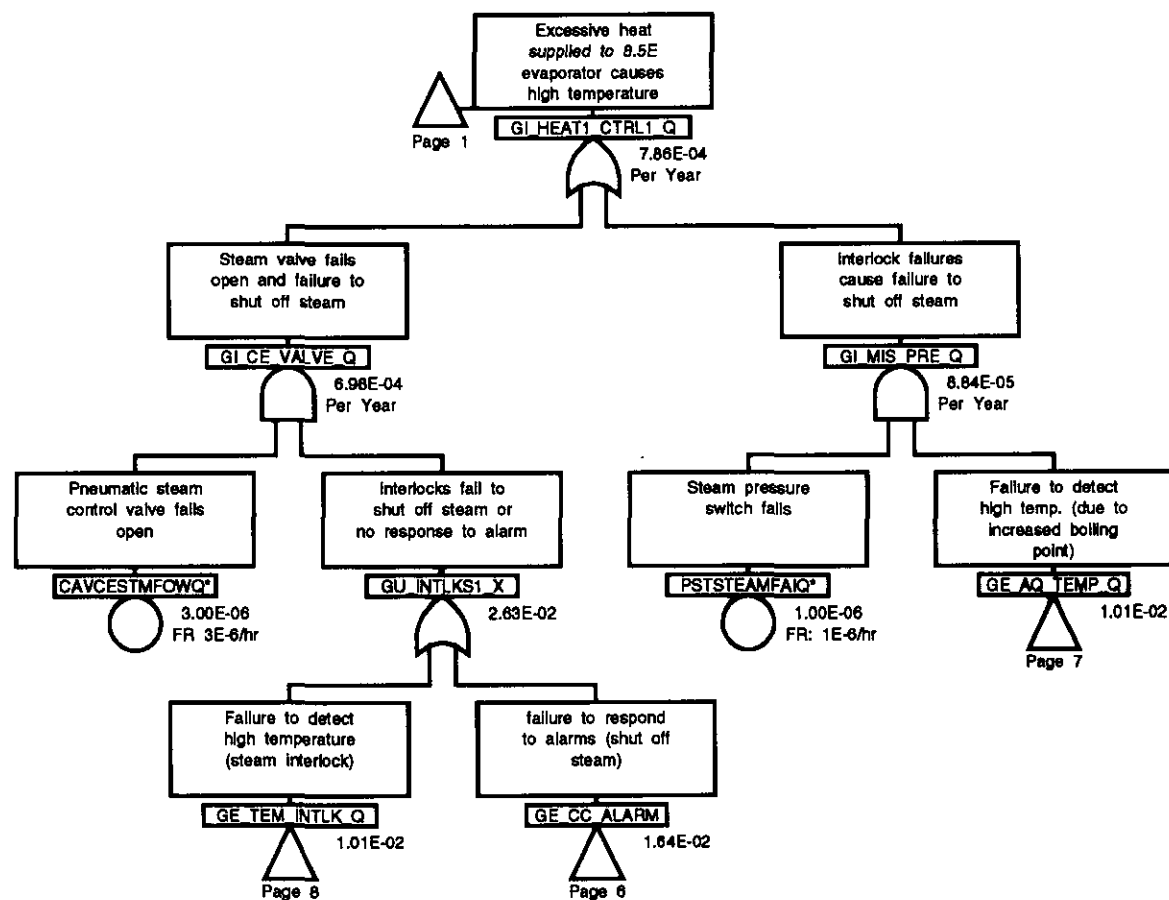 Excessive heat
supplied to 8.5E
evaporator causes
high temperature
Page 1
GI_HEAT1_CTRL1_Q
7.86E-04
Per Year
Steam valve fails
open and failure to
shut off steam
GI_CE_VALVE_Q
6.98E-04
Per Year
Interlock failures
cause failure to
shut off steam
GI_MIS_PRE_Q
8.84E-05
Per Year
Pneumatic steam
control valve fails
open
CAVCESTMFOWQ*
3.00E-06
FR 3E-6/hr
Interlocks fail to
shut off steam or
no response to alarm
GU_INTLKS1_X
2.63E-02
Steam pressure
switch fails
PSTSTEAMFAIQ*
1.00E-06
FR: 1E-6/hr
Failure to detect
high temp. (due to
increased boiling
point)
GE_AQ_TEMP_Q
1.01E-02
Page 7
Failure to detect
high temperature
(steam interlock)
GE_TEM_INTLK_Q
1.01E-02
Page 8
failure to respond
to alarms (shut off
steam)
GE_CC_ALARM
1.64E-02
Page 6